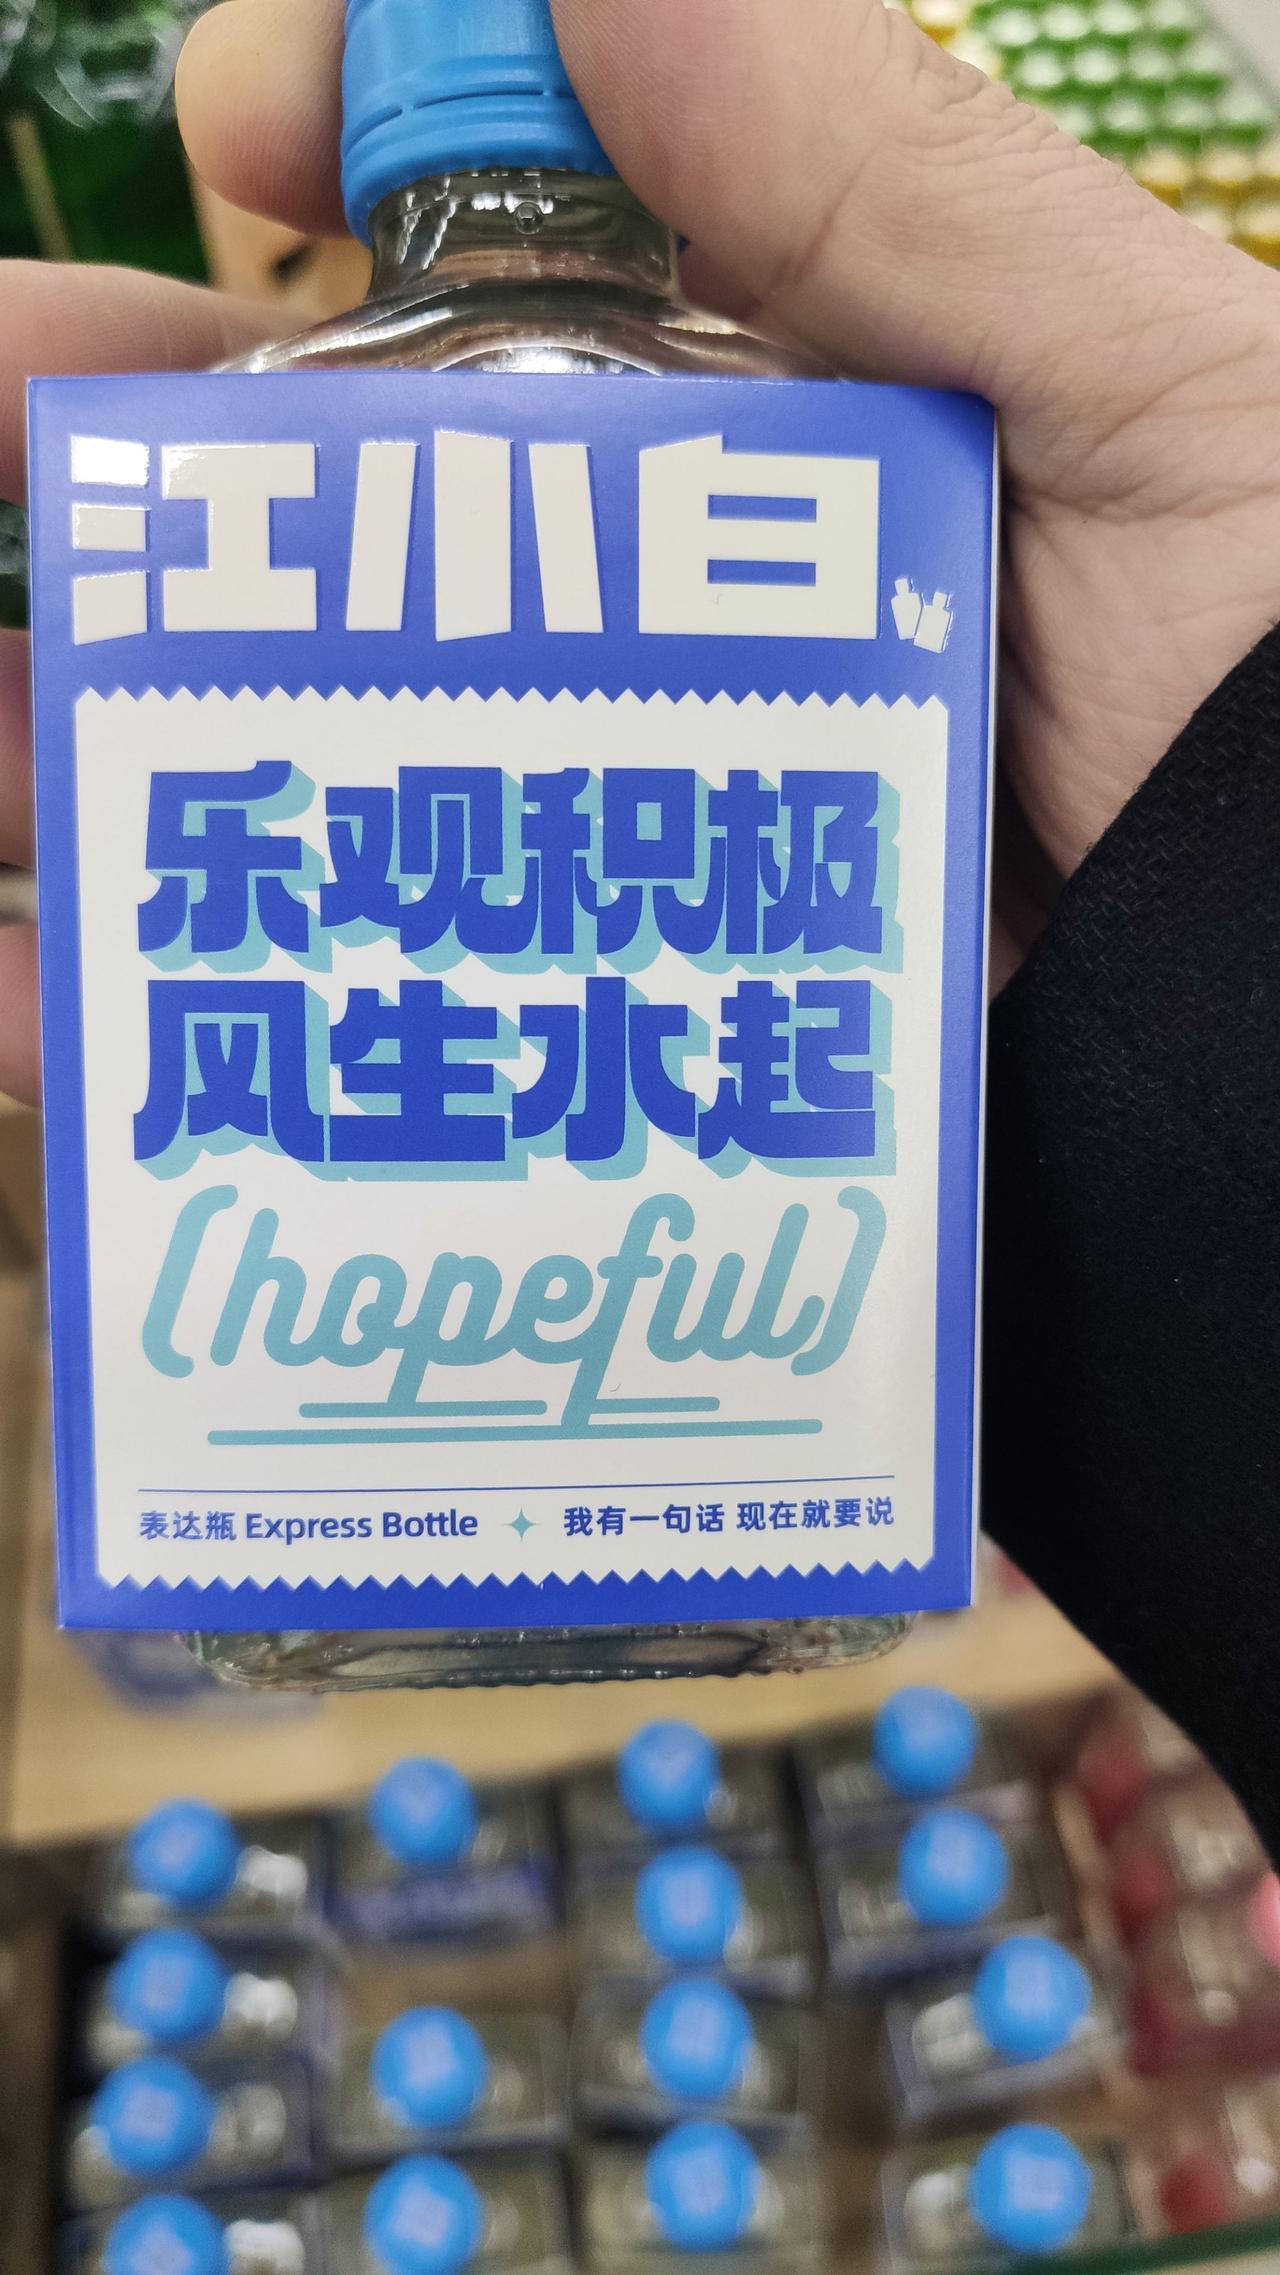 江小白
乐观积极
风生水起
(hopeful)
表达瓶 Express Bottle 我有一句话 现在就要说